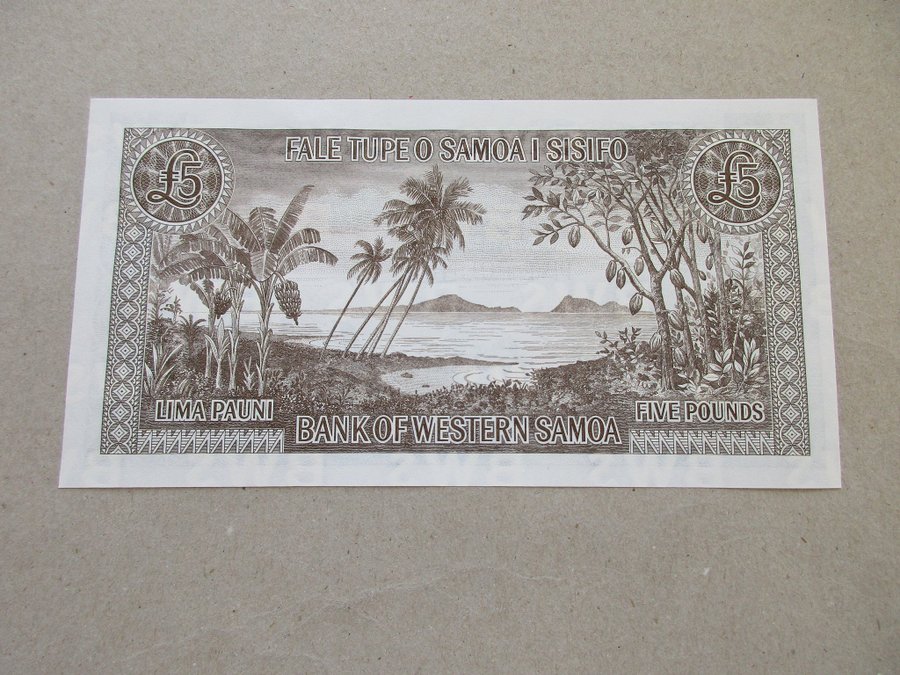 FALE TUPE O SAMOA I SISIFO
£5
£5
LIMA PAUNI
FIVE POUNDS
BANK OF WESTERN SAMOA